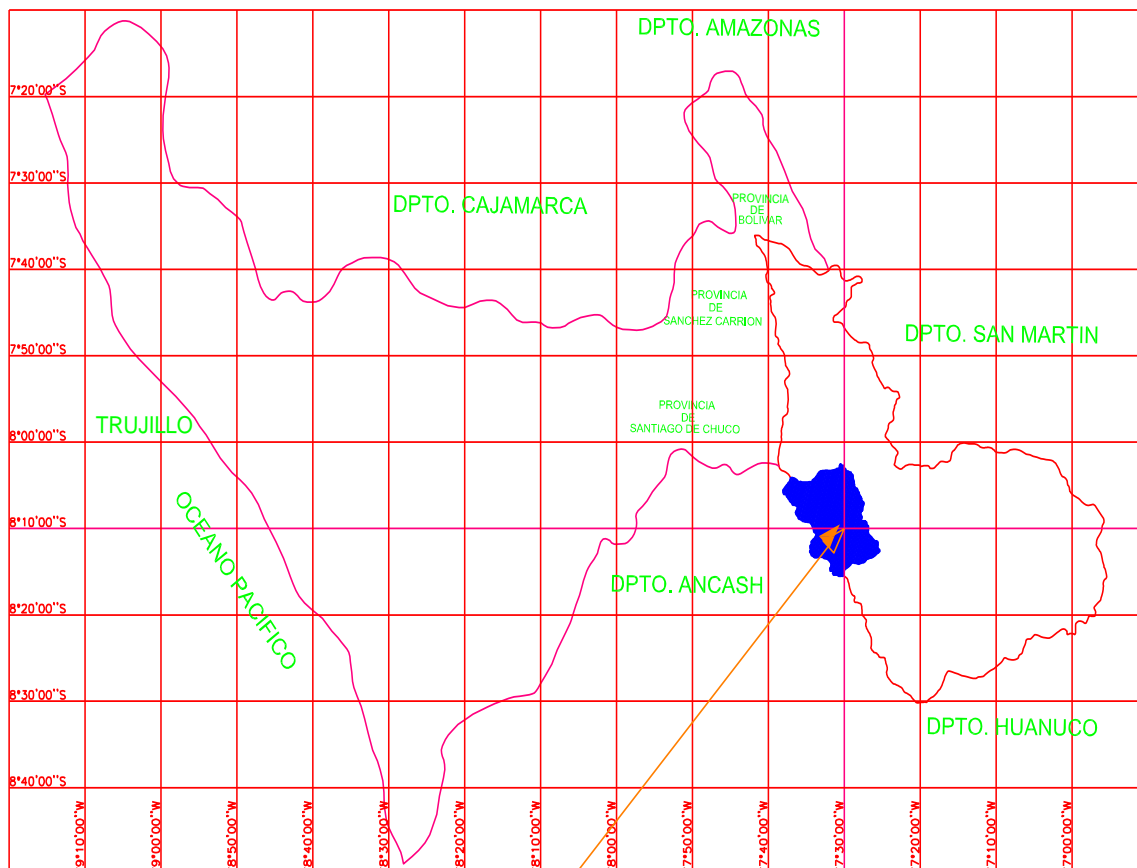 DPTO. AMAZONAS
7°20'00''S
7°30'00''S
DPTO. CAJAMARCA
PROVINCIA
DE
BOLIVAR
7°40'00''S
PROVINCIA
DE
SANCHEZ CARRION
DPTO. SAN MARTIN
7°50'00''S
PROVINCIA
DE
SANTIAGO DE CHUCO
TRUJILLO
8°00'00''S
OCEANO PACIFICO
8°10'00''S
DPTO. ANCASH
8°20'00''S
8°30'00''S
DPTO. HUANUCO
8°40'00''S
9°10'00''W
9°00'00''W
8°50'00''W
8°40'00''W
8°30'00''W
8°20'00''W
8°10'00''W
8°00'00''W
7°50'00''W
7°40'00''W
7°30'00''W
7°20'00''W
7°10'00''W
7°00'00''W